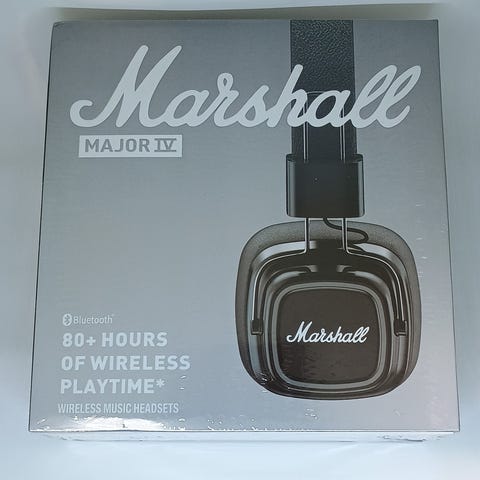 Marshall
MAJOR IV
Bluetooth
80+ HOURS
OF WIRELESS
PLAYTIME*
WIRELESS MUSIC HEADSETS
Marshall